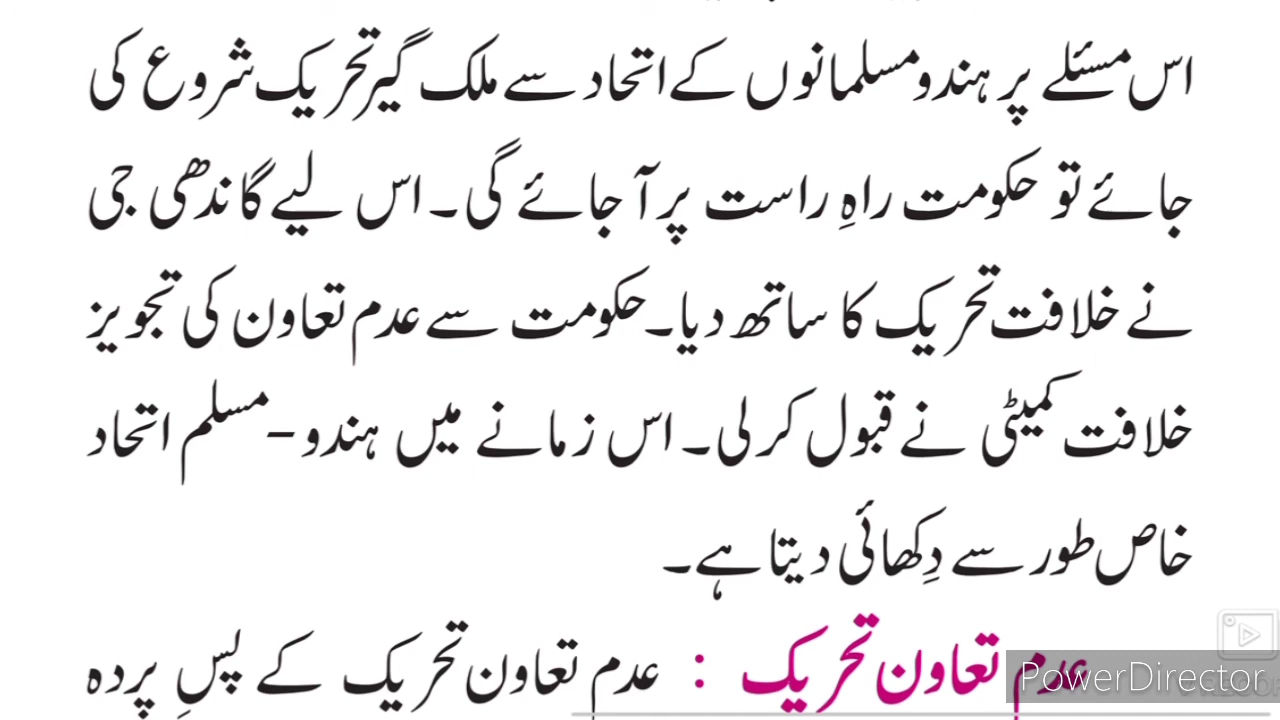 اس مسئلے پر ہندو مسلمانوں کے اتحاد سے ملک گیر تحریک شروع کی
جائے تو حکومت راہِ راست پر آجائے گی۔ اس لیے گاندھی جی
نے خلافت تحریک کا ساتھ دیا۔ حکومت سے عدم تعاون کی تجویز
خلافت کمیٹی نے قبول کرلی۔ اس زمانے میں ہندو – مسلم اتحاد
خاص طور سے دِکھائی دیتا ہے۔
عدم تعاون تحریک : عدم تعاون تحریک کے پسِ پردہ
PowerDirector